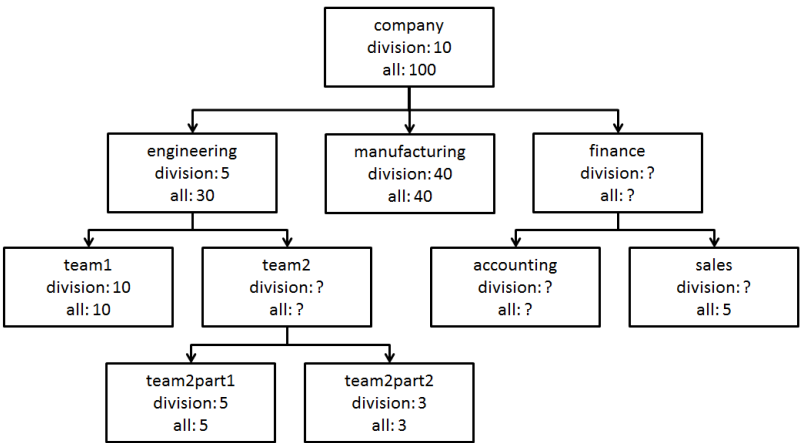 company
division: 10
all: 100
engineering
division: 5
all: 30
manufacturing
division: 40
all: 40
finance
division: ?
all: ?
team1
division: 10
all: 10
team2
division: ?
all: ?
accounting
division: ?
all: ?
sales
division: ?
all: 5
team2part1
division: 5
all: 5
team2part2
division: 3
all: 3